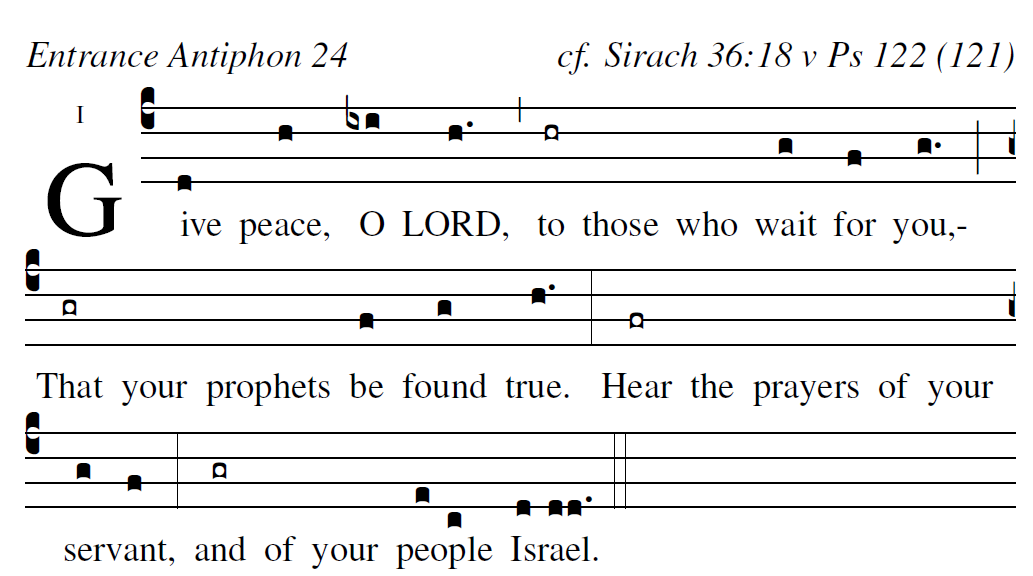 Entrance Antiphon 24 cf. Sirach 36:18 v Ps 122 (121)
I
Give peace, O LORD, to those who wait for you,-
That your prophets be found true. Hear the prayers of your
servant, and of your people Israel.